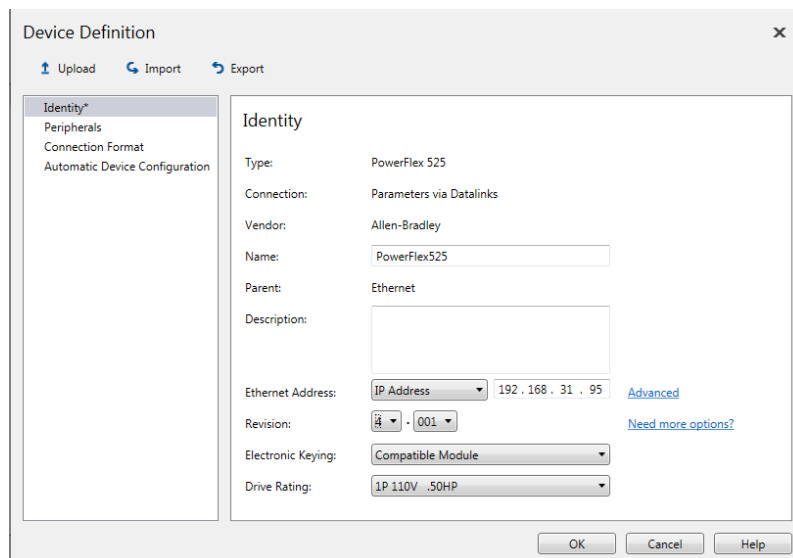 Device Definition
Upload Import Export
Identity*
Peripherals
Connection Format
Automatic Device Configuration
Identity
Type: PowerFlex 525
Connection: Parameters via Datalinks
Vendor: Allen-Bradley
Name: PowerFlex525
Parent: Ethernet
Description:
Ethernet Address: IP Address 192 . 168 . 31 . 95 Advanced
Revision: 4 . 001 Need more options?
Electronic Keying: Compatible Module
Drive Rating: 1P 110V .50HP
OK Cancel Help